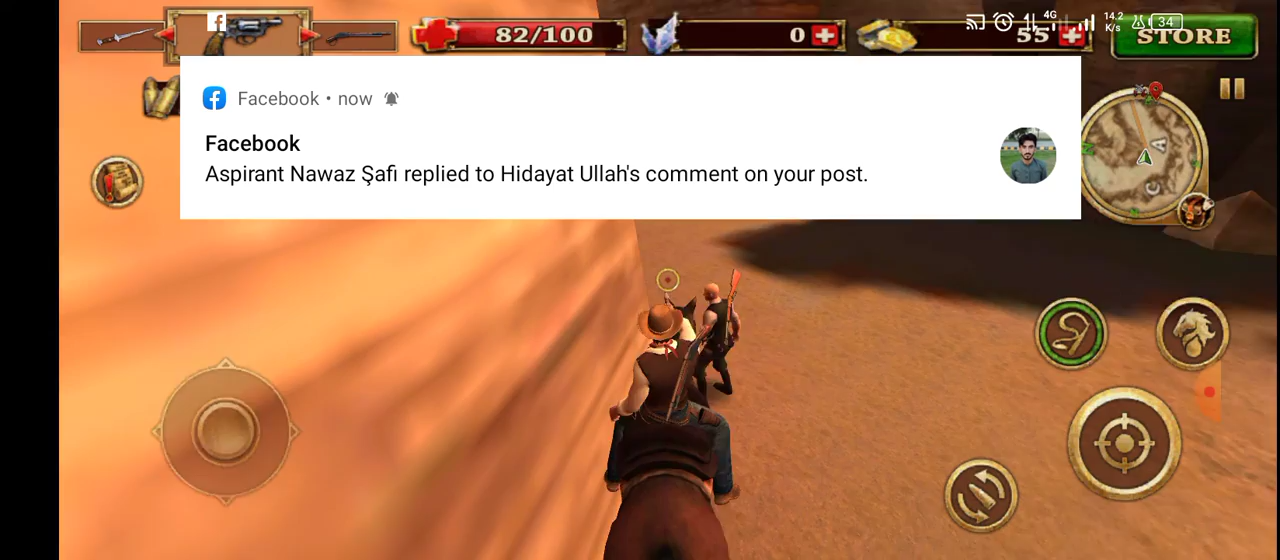 82/100
0
55
4G
14.2
K/s
34
STORE
Facebook • now
Facebook
Aspirant Nawaz Şafi replied to Hidayat Ullah's comment on your post.
N